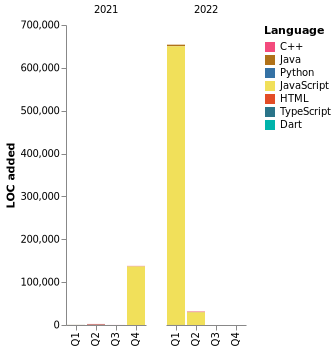 2021
2022
Language
C++
Java
Python
JavaScript
HTML
TypeScript
Dart
LOC added
700,000
600,000
500,000
400,000
300,000
200,000
100,000
0
Q1
Q2
Q3
Q4
Q1
Q2
Q3
Q4